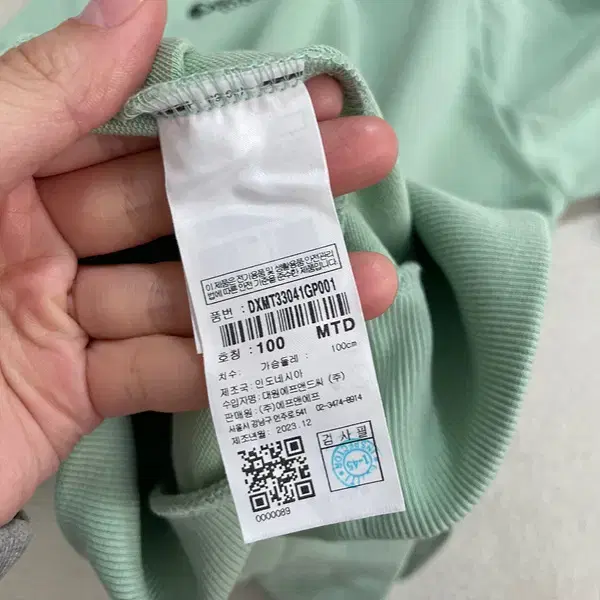 이 제품은 전기용품 및 생활용품 안전관리
법에 따른 안전 기준을 준수한 제품입니다.
품번 : DXMT33041GP001
MTD
호칭 : 100
치수: 가슴둘레 : 100cm
제조국: 인도네시아
수입자명: 대원에프앤드윅 (주)
판매원: (주)에프앤에프
서울시 강남구 언주로 541 02-3474-8914
제조년월 : 2023.12
검 사 필
1-45
0000089